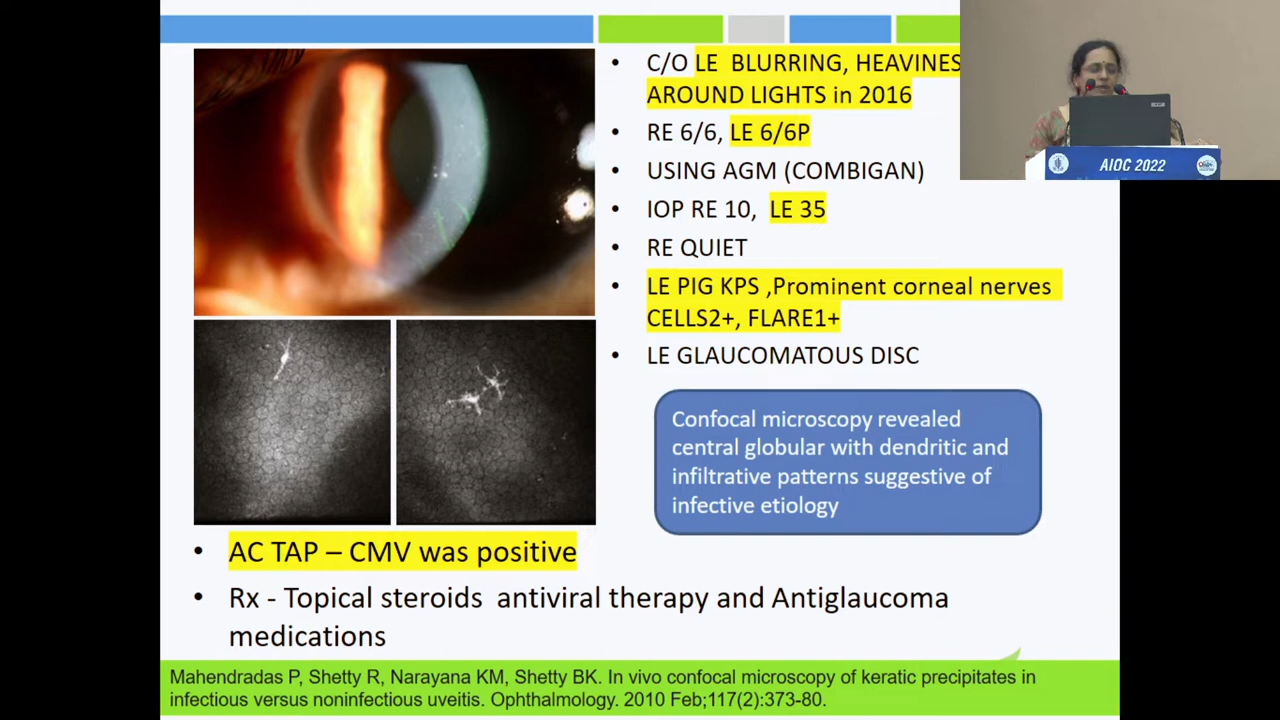 C/O LE BLURRING, HEAVINES
AROUND LIGHTS in 2016
RE 6/6, LE 6/6P
USING AGM (COMBIGAN)
IOP RE 10, LE 35
RE QUIET
LE PIG KPS ,Prominent corneal nerves
CELLS2+, FLARE1+
LE GLAUCOMATOUS DISC
Confocal microscopy revealed
central globular with dendritic and
infiltrative patterns suggestive of
infective etiology
AC TAP – CMV was positive
Rx - Topical steroids antiviral therapy and Antiglaucoma
medications
Mahendradas P, Shetty R, Narayana KM, Shetty BK. In vivo confocal microscopy of keratic precipitates in
infectious versus noninfectious uveitis. Ophthalmology. 2010 Feb;117(2):373-80.
AIOC 2022